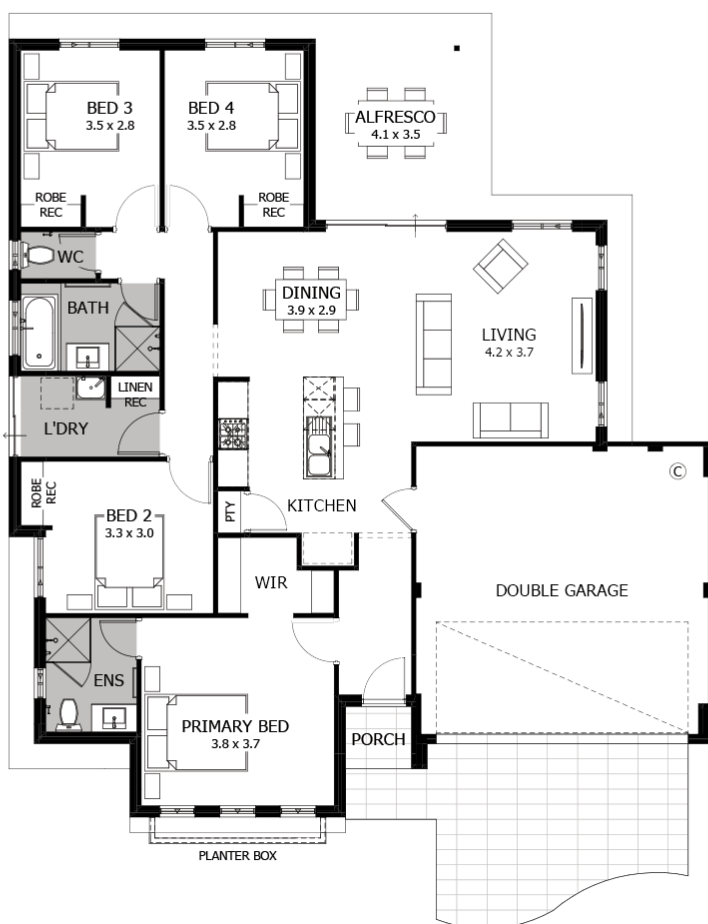 BED 3
3.5 x 2.8
BED 4
3.5 x 2.8
ALFRESCO
4.1 x 3.5
ROBE
REC
ROBE
REC
WC
BATH
DINING
3.9 x 2.9
LIVING
4.2 x 3.7
LINEN
REC
L'DRY
ROBE
REC
BED 2
3.3 x 3.0
PTY
KITCHEN
C
WIR
DOUBLE GARAGE
ENS
PRIMARY BED
3.8 x 3.7
PORCH
PLANTER BOX